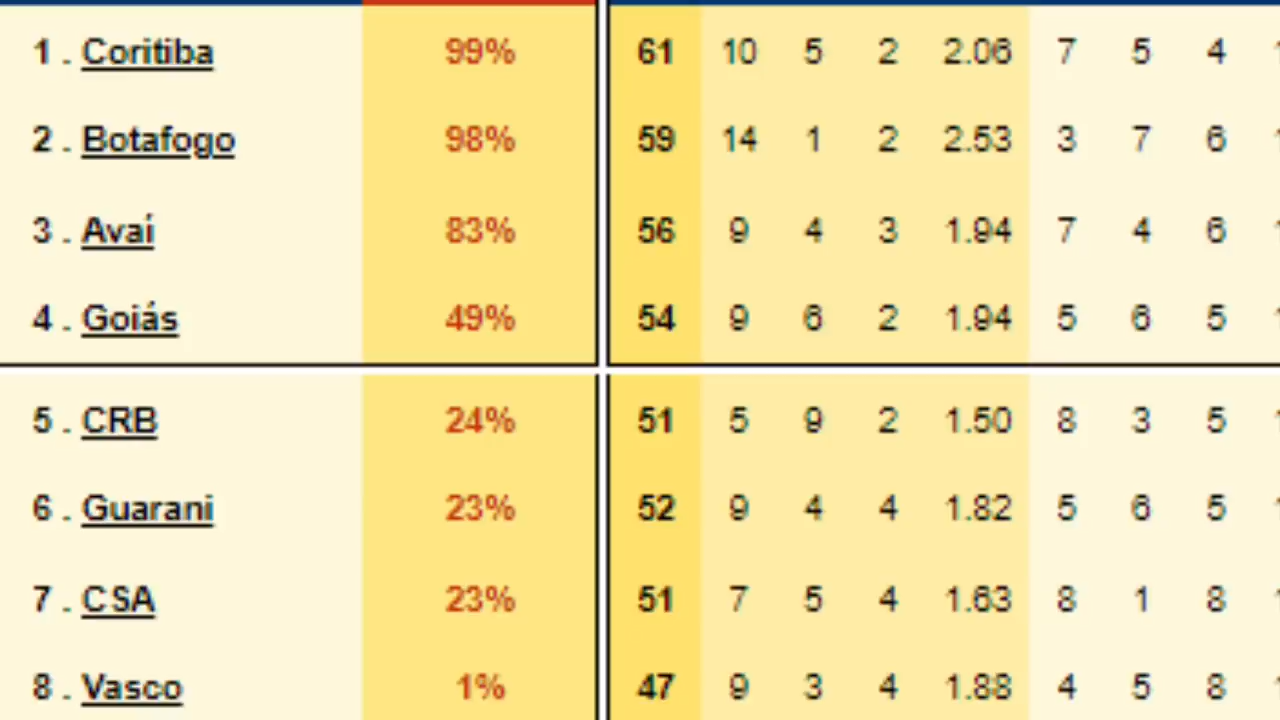 1 . Coritiba 99% 61 10 5 2 2.06 7 5 4
2 . Botafogo 98% 59 14 1 2 2.53 3 7 6
3 . Avaí 83% 56 9 4 3 1.94 7 4 6
4 . Goiás 49% 54 9 6 2 1.94 5 6 5
5 . CRB 24% 51 5 9 2 1.50 8 3 5
6 . Guarani 23% 52 9 4 4 1.82 5 6 5
7 . CSA 23% 51 7 5 4 1.63 8 1 8
8 . Vasco 1% 47 9 3 4 1.88 4 5 8